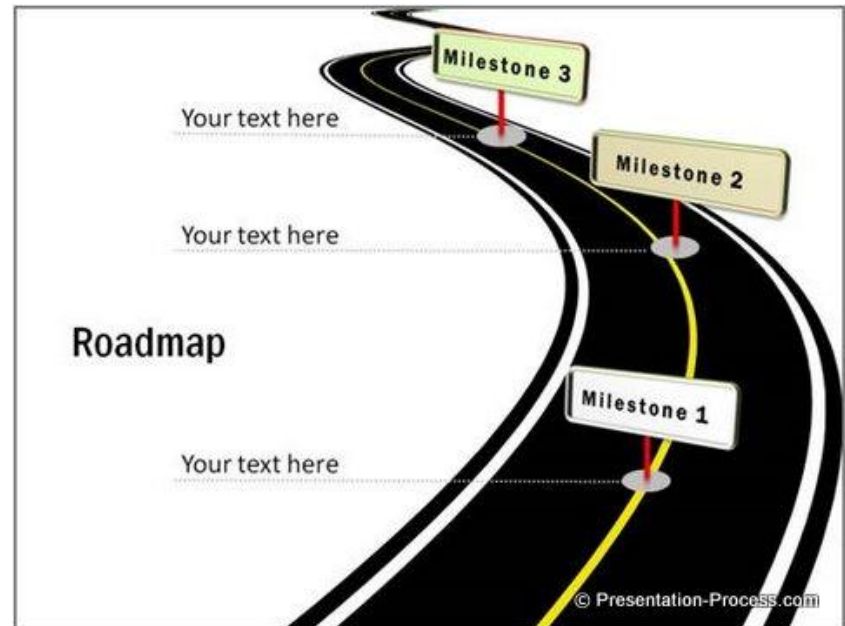 Milestone 3
Your text here
Milestone 2
Your text here
Roadmap
Milestone 1
Your text here
© Presentation-Process.com